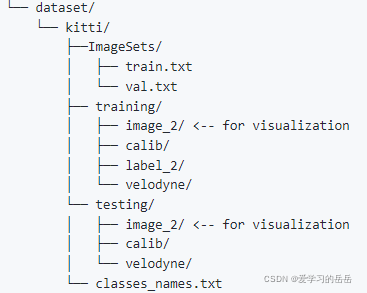 └── dataset/
└── kitti/
├──ImageSets/
│ ├── train.txt
│ └── val.txt
├── training/
│ ├── image_2/ <-- for visualization
│ ├── calib/
│ ├── label_2/
│ └── velodyne/
└── testing/
│ ├── image_2/ <-- for visualization
│ ├── calib/
│ ├── velodyne/
└── classes_names.txt
CSDN @爱学习的岳岳